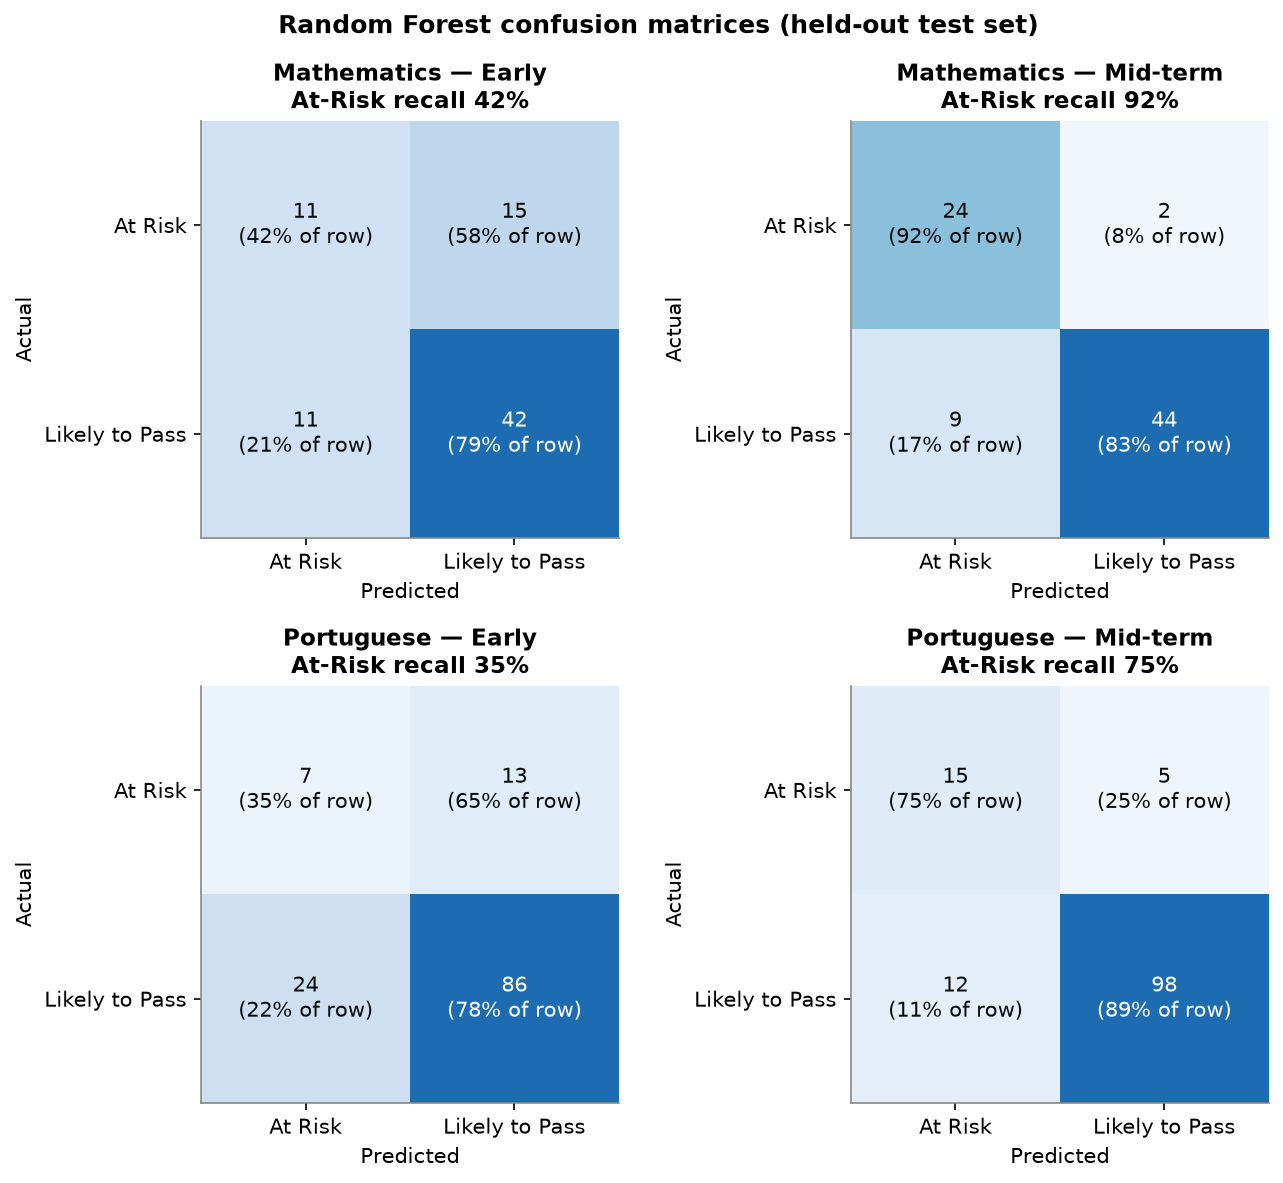 Random Forest confusion matrices (held-out test set)
Mathematics — Early
At-Risk recall 42%
Actual
At Risk
11
(42% of row)
15
(58% of row)
Likely to Pass
11
(21% of row)
42
(79% of row)
At Risk
Likely to Pass
Predicted
Mathematics — Mid-term
At-Risk recall 92%
Actual
At Risk
24
(92% of row)
2
(8% of row)
Likely to Pass
9
(17% of row)
44
(83% of row)
At Risk
Likely to Pass
Predicted
Portuguese — Early
At-Risk recall 35%
Actual
At Risk
7
(35% of row)
13
(65% of row)
Likely to Pass
24
(22% of row)
86
(78% of row)
At Risk
Likely to Pass
Predicted
Portuguese — Mid-term
At-Risk recall 75%
Actual
At Risk
15
(75% of row)
5
(25% of row)
Likely to Pass
12
(11% of row)
98
(89% of row)
At Risk
Likely to Pass
Predicted